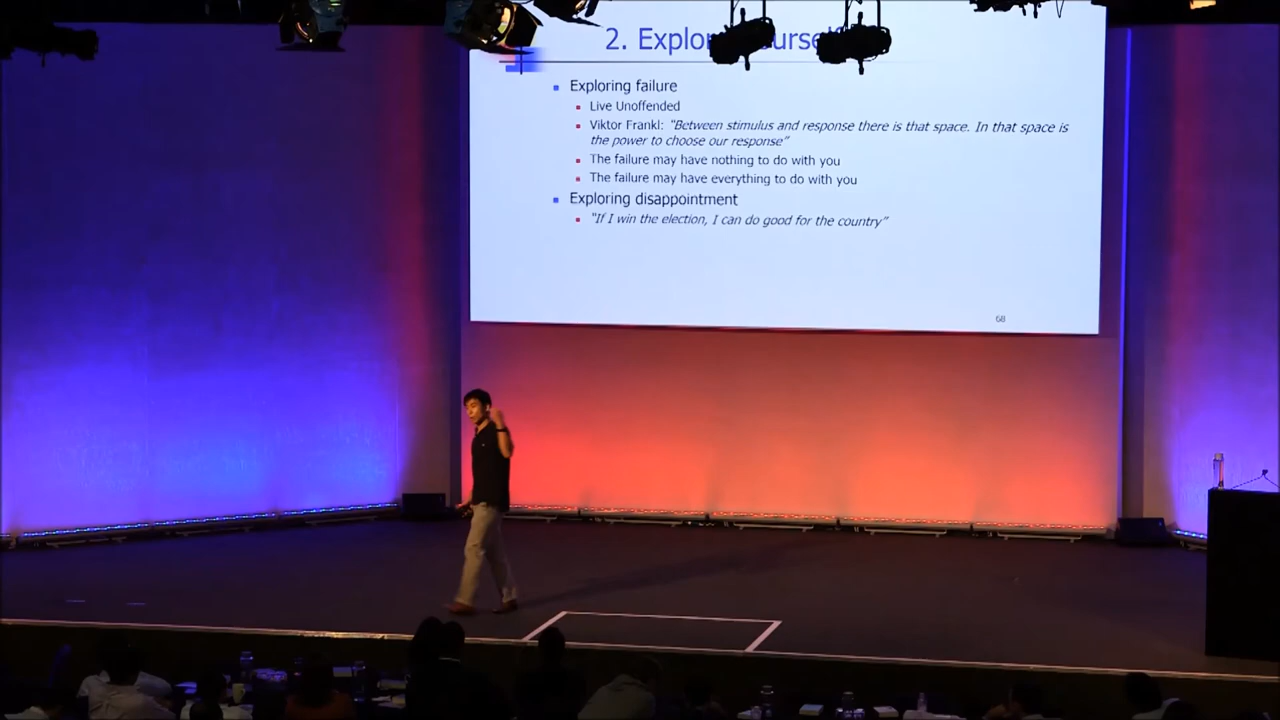 2. Explore
Exploring failure
Live Unoffended
Viktor Frankl: "Between stimulus and response there is that space. In that space is
the power to choose our response"
The failure may have nothing to do with you
The failure may have everything to do with you
Exploring disappointment
"If I win the election, I can do good for the country"
68